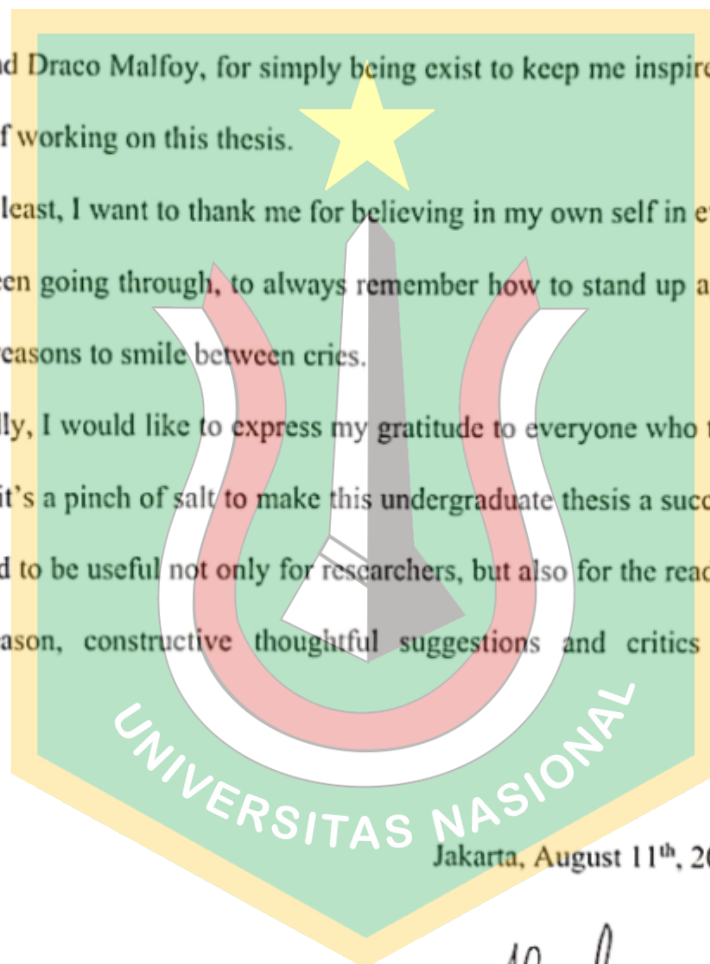 d Draco Malfoy, for simply being exist to keep me inspire
f working on this thesis.
least, I want to thank me for believing in my own self in e
en going through, to always remember how to stand up a
easons to smile between cries.
lly, I would like to express my gratitude to everyone who t
it's a pinch of salt to make this undergraduate thesis a succ
d to be useful not only for researchers, but also for the read
ason, constructive thoughtful suggestions and critics
UNIVERSITAS NASIONAL
Jakarta, August 11th, 20